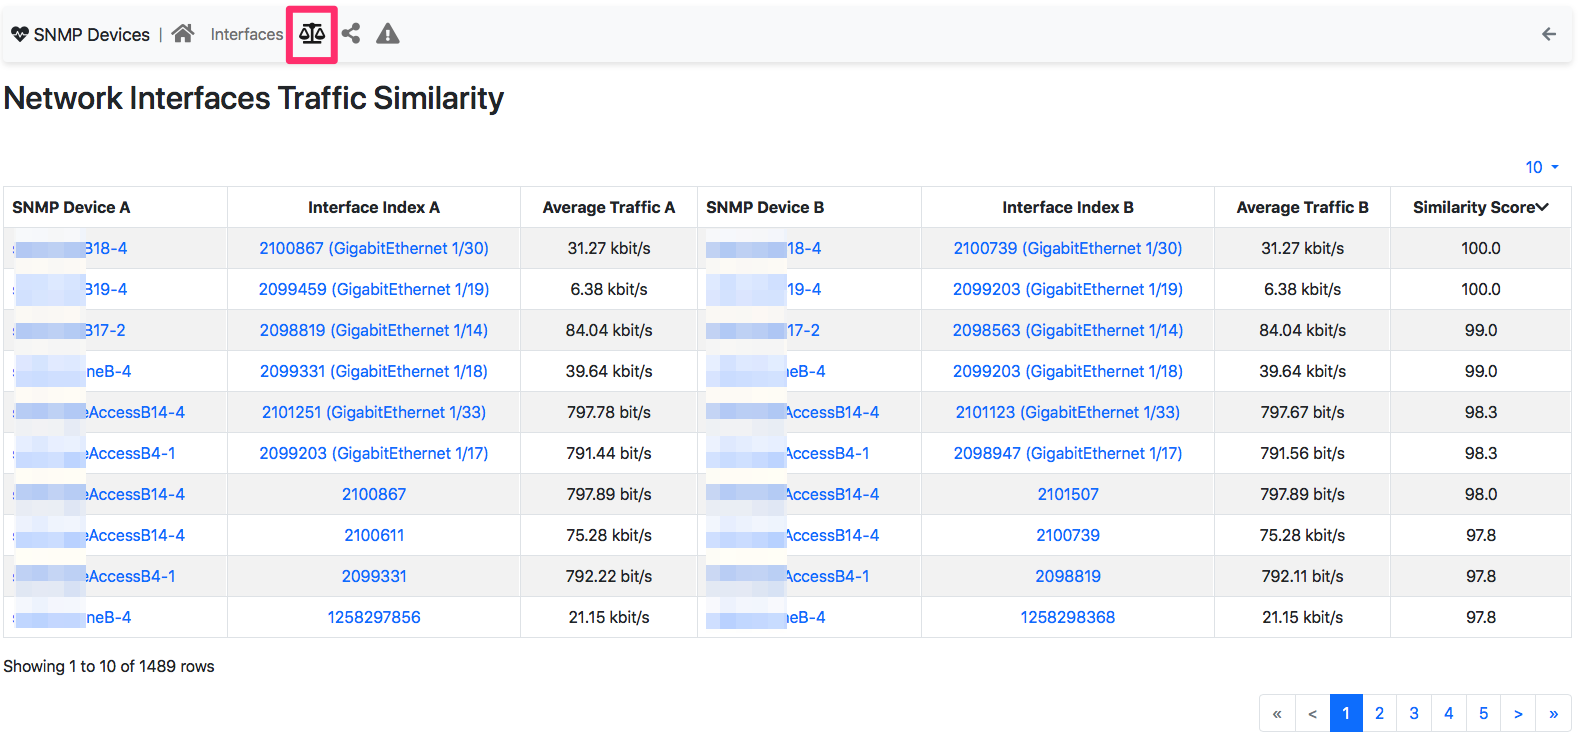 SNMP Devices | Interfaces
Network Interfaces Traffic Similarity
10
SNMP Device A Interface Index A Average Traffic A SNMP Device B Interface Index B Average Traffic B Similarity Score
B18-4 2100867 (GigabitEthernet 1/30) 31.27 kbit/s 18-4 2100739 (GigabitEthernet 1/30) 31.27 kbit/s 100.0
B19-4 2099459 (GigabitEthernet 1/19) 6.38 kbit/s 19-4 2099203 (GigabitEthernet 1/19) 6.38 kbit/s 100.0
B17-2 2098819 (GigabitEthernet 1/14) 84.04 kbit/s 17-2 2098563 (GigabitEthernet 1/14) 84.04 kbit/s 99.0
neB-4 2099331 (GigabitEthernet 1/18) 39.64 kbit/s eB-4 2099203 (GigabitEthernet 1/18) 39.64 kbit/s 99.0
eAccessB14-4 2101251 (GigabitEthernet 1/33) 797.78 bit/s AccessB14-4 2101123 (GigabitEthernet 1/33) 797.67 bit/s 98.3
eAccessB4-1 2099203 (GigabitEthernet 1/17) 791.44 bit/s AccessB4-1 2098947 (GigabitEthernet 1/17) 791.56 bit/s 98.3
eAccessB14-4 2100867 797.89 bit/s AccessB14-4 2101507 797.89 bit/s 98.0
eAccessB14-4 2100611 75.28 kbit/s AccessB14-4 2100739 75.28 kbit/s 97.8
eAccessB4-1 2099331 792.22 bit/s AccessB4-1 2098819 792.11 bit/s 97.8
neB-4 1258297856 21.15 kbit/s eB-4 1258298368 21.15 kbit/s 97.8
Showing 1 to 10 of 1489 rows
« < 1 2 3 4 5 > »